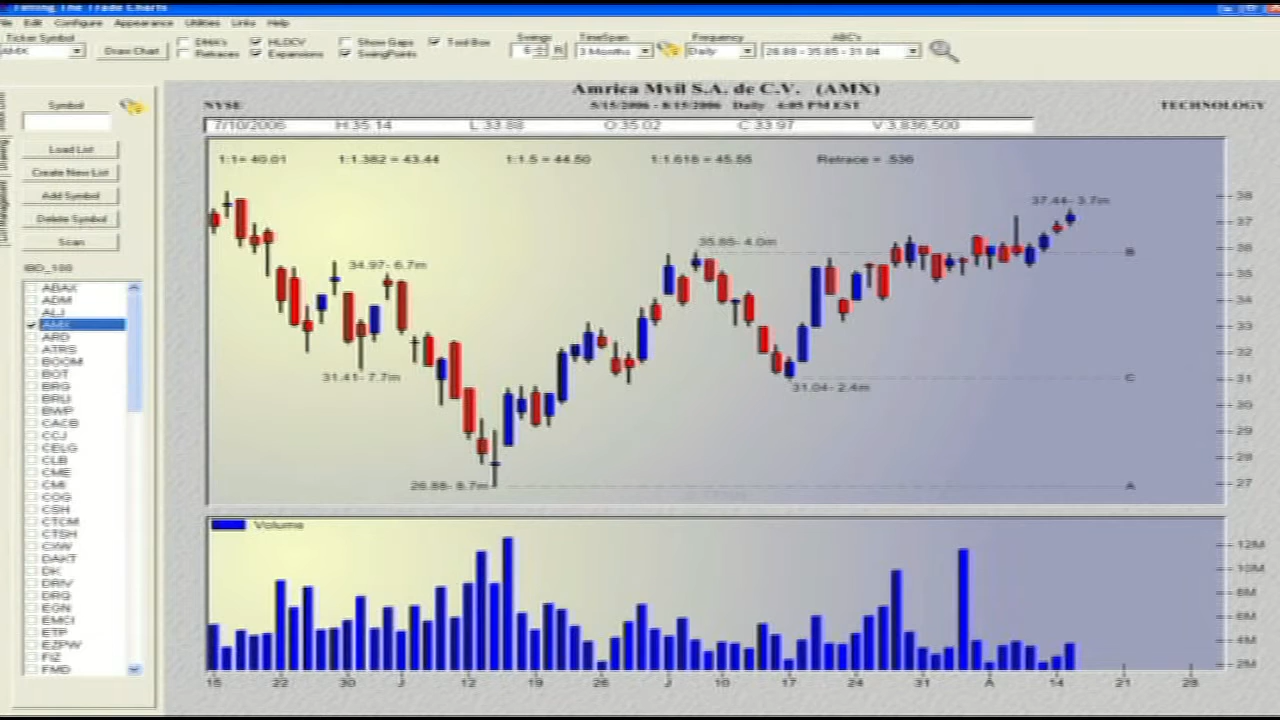 Timing The Trade Charts
File Edit Configure Appearance Utilities Links Help
Ticker Symbol
AMX
Draw Chart
DMA's
HLOCV
Show Gaps
Tool Box
Retraces
Expansions
SwingPoints
Swings
6
R
TimeSpan
3 Months
Frequency
Daily
ABC's
26.88 - 35.85 - 31.04
Amrica Mvil S.A. de C.V. (AMX)
NYSE
5/15/2006 - 8/15/2006 Daily 4:05 PM EST
TECHNOLOGY
7/10/2006 H:35.14 L:33.88 O:35.02 C:33.97 V:3,836,500
1:1= 40.01 1:1.382 = 43.44 1:1.5 = 44.50 1:1.618 = 45.55 Retrace = .536
Symbol
Load List
Create New List
Add Symbol
Delete Symbol
Scan
IBD_100
ABAX
ADM
ALJ
AMX
ARD
ATRS
BOOM
BOT
BRG
BRLI
BWP
CACB
CCJ
CELG
CLB
CME
CMI
COG
CSH
CTCM
CTSH
CXW
DAKT
DK
DRIV
DRQ
EGN
EMCI
ETP
EZPW
FIZ
FMD
37.44- 3.7m
35.85- 4.0m
34.97- 6.7m
31.41- 7.7m
31.04- 2.4m
26.88- 8.7m
B
C
A
38
37
36
35
34
33
32
31
30
29
28
27
Volume
12M
10M
8M
6M
4M
2M
15 22 30 J 12 19 26 J 10 17 24 31 A 14 21 28